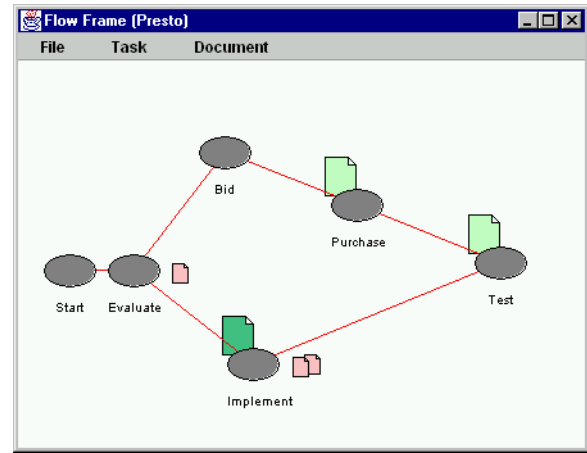 Flow Frame (Presto)
File Task Document
Bid
Purchase
Start Evaluate
Test
Implement